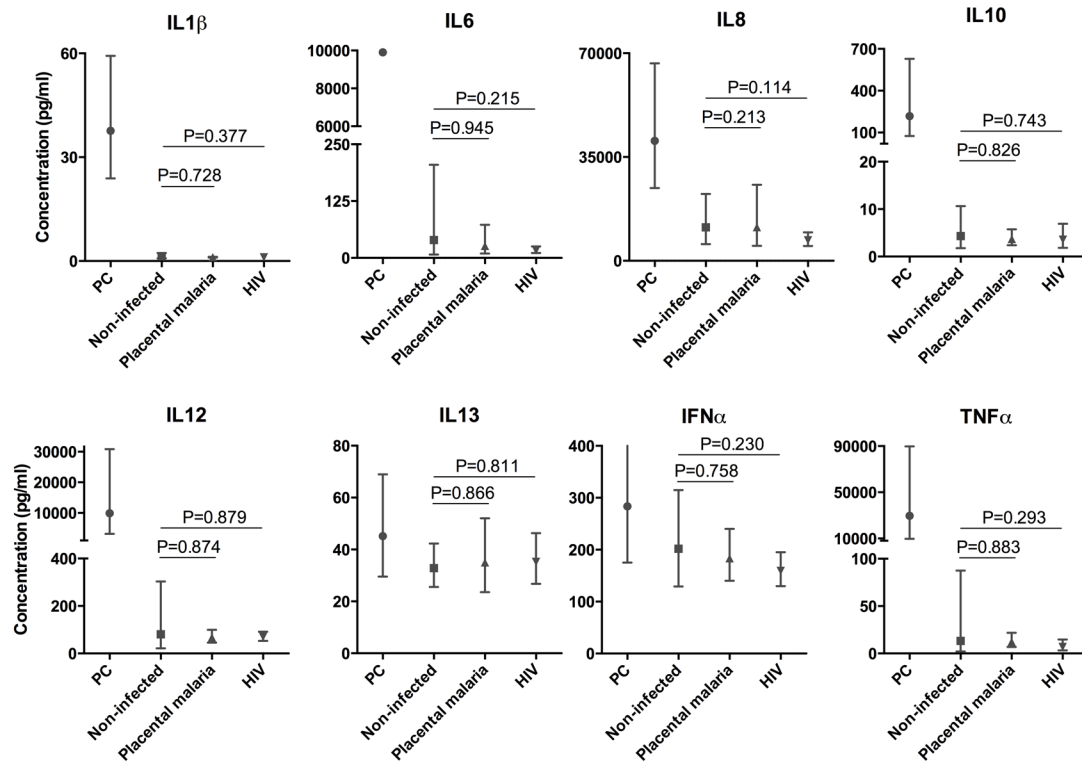 IL1β
Concentration (pg/ml)
60
30
0
P=0.377
P=0.728
PC
Non-infected
Placental malaria
HIV
IL6
10000
8000
6000
250
125
0
P=0.215
P=0.945
PC
Non-infected
Placental malaria
HIV
IL8
70000
35000
0
P=0.114
P=0.213
PC
Non-infected
Placental malaria
HIV
IL10
700
400
100
20
10
0
P=0.743
P=0.826
PC
Non-infected
Placental malaria
HIV
IL12
Concentration (pg/ml)
30000
20000
10000
400
200
0
P=0.879
P=0.874
PC
Non-infected
Placental malaria
HIV
IL13
80
60
40
20
0
P=0.811
P=0.866
PC
Non-infected
Placental malaria
HIV
IFNα
400
300
200
100
0
P=0.230
P=0.758
PC
Non-infected
Placental malaria
HIV
TNFα
90000
50000
10000
100
50
0
P=0.293
P=0.883
PC
Non-infected
Placental malaria
HIV